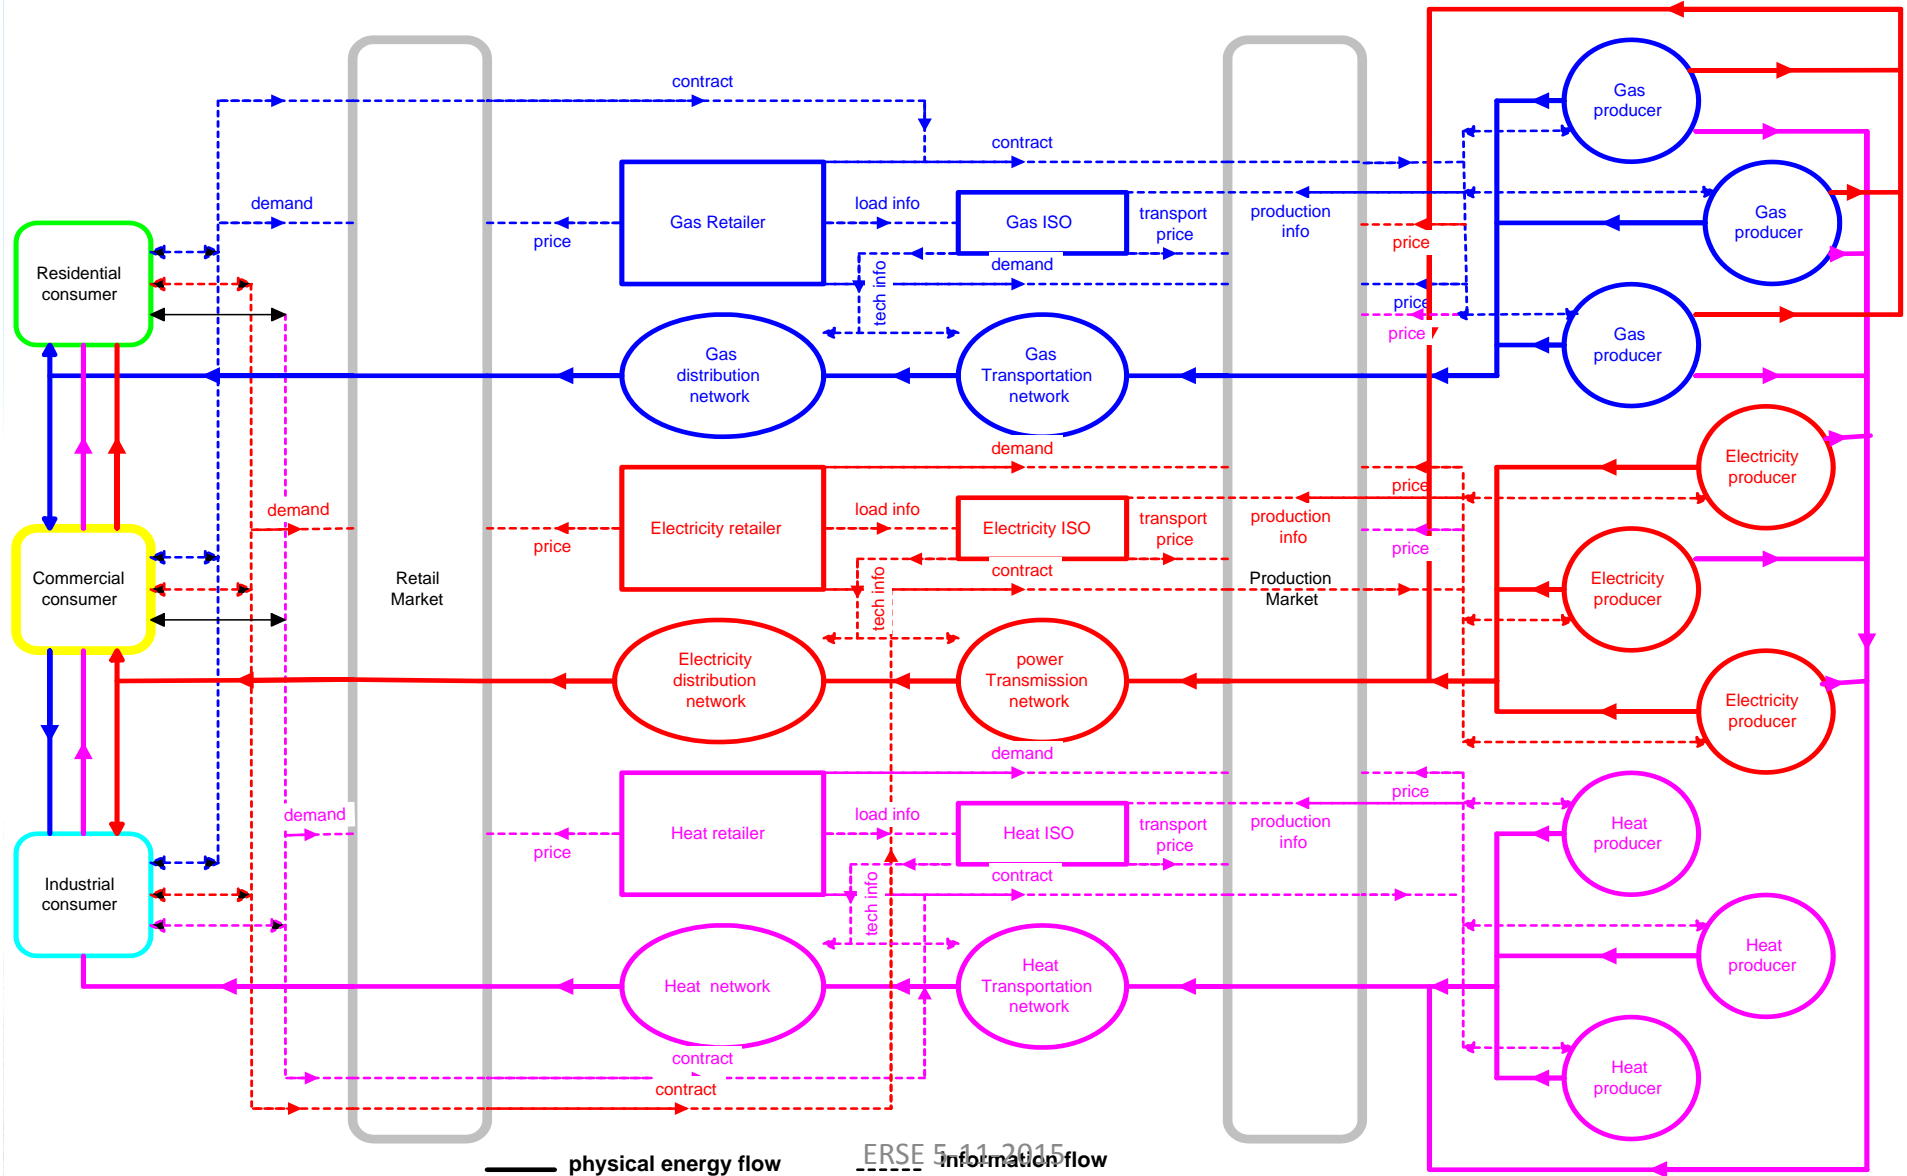 contract
Gas
producer
contract
demand
load info
transport
price
production
info
Gas Retailer
Gas ISO
price
price
Gas
producer
Residential
consumer
demand
tech info
price
price
Gas
distribution
network
Gas
Transportation
network
Gas
producer
demand
Electricity
producer
price
demand
load info
transport
price
production
info
Electricity retailer
Electricity ISO
price
price
Commercial
consumer
Retail
Market
contract
tech info
Production
Market
Electricity
producer
Electricity
distribution
network
power
Transmission
network
Electricity
producer
demand
price
demand
load info
transport
price
production
info
Heat retailer
Heat ISO
price
Heat
producer
Industrial
consumer
contract
tech info
Heat network
Heat
Transportation
network
Heat
producer
contract
contract
Heat
producer
physical energy flow
information flow
ERSE 5-11-2015